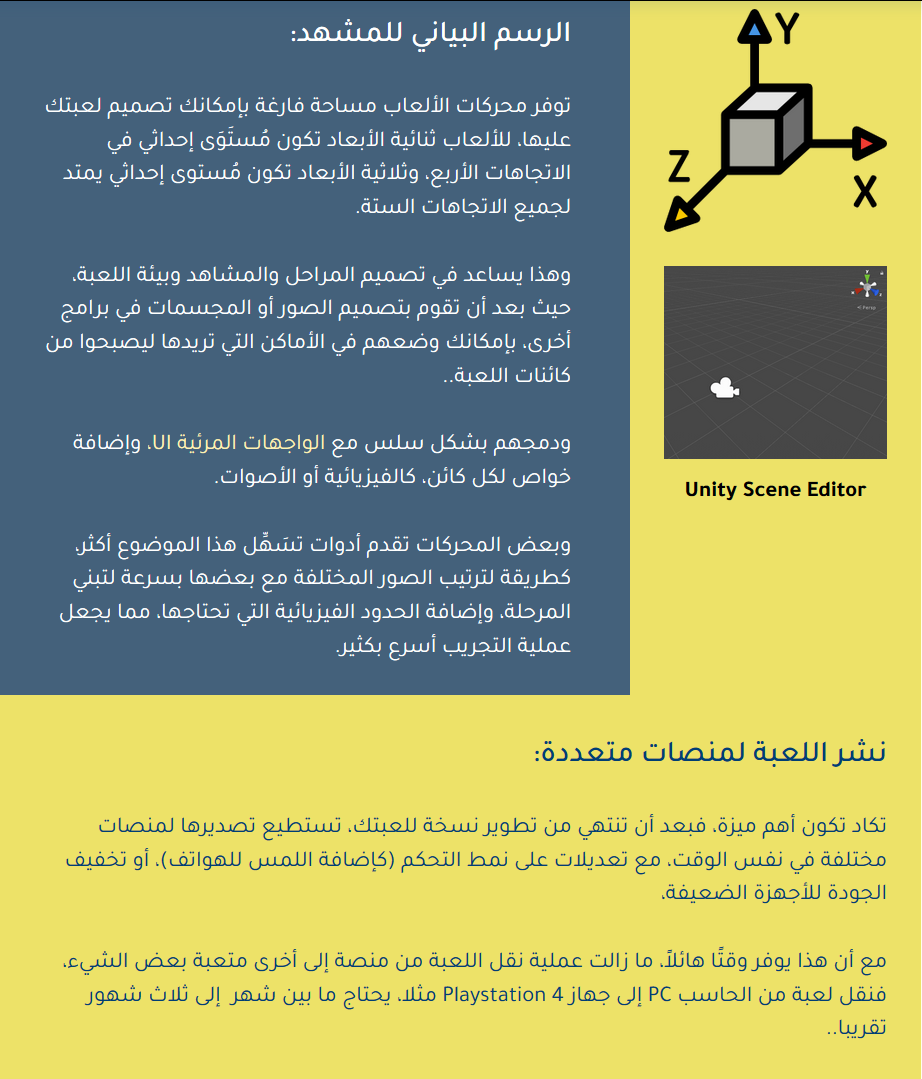 الرسم البياني للمشهد:
توفر محركات الألعاب مساحة فارغة بإمكانك تصميم لعبتك
عليها، للألعاب ثنائية الأبعاد تكون مُستَوَى إحداثي في
الاتجاهات الأربع، وثلاثية الأبعاد تكون مُستوى إحداثي يمتد
لجميع الاتجاهات الستة.
وهذا يساعد في تصميم المراحل والمشاهد وبيئة اللعبة،
حيث بعد أن تقوم بتصميم الصور أو المجسمات في برامج
أخرى، بإمكانك وضعهم في الأماكن التي تريدها ليصبحوا من
كائنات اللعبة..
ودمجهم بشكل سلس مع الواجهات المرئية UI، وإضافة
خواص لكل كائن، كالفيزيائية أو الأصوات.
وبعض المحركات تقدم أدوات تسَهِّل هذا الموضوع أكثر،
كطريقة لترتيب الصور المختلفة مع بعضها بسرعة لتبني
المرحلة، وإضافة الحدود الفيزيائية التي تحتاجها، مما يجعل
عملية التجريب أسرع بكثير.
Y
Z
X
Persp
Unity Scene Editor
نشر اللعبة لمنصات متعددة:
تكاد تكون أهم ميزة، فبعد أن تنتهي من تطوير نسخة للعبتك، تستطيع تصديرها لمنصات
مختلفة في نفس الوقت، مع تعديلات على نمط التحكم (كإضافة اللمس للهواتف)، أو تخفيف
الجودة للأجهزة الضعيفة،
مع أن هذا يوفر وقتًا هائلاً، ما زالت عملية نقل اللعبة من منصة إلى أخرى متعبة بعض الشيء،
فنقل لعبة من الحاسب PC إلى جهاز Playstation 4 مثلا، يحتاج ما بين شهر إلى ثلاث شهور
تقريبا..